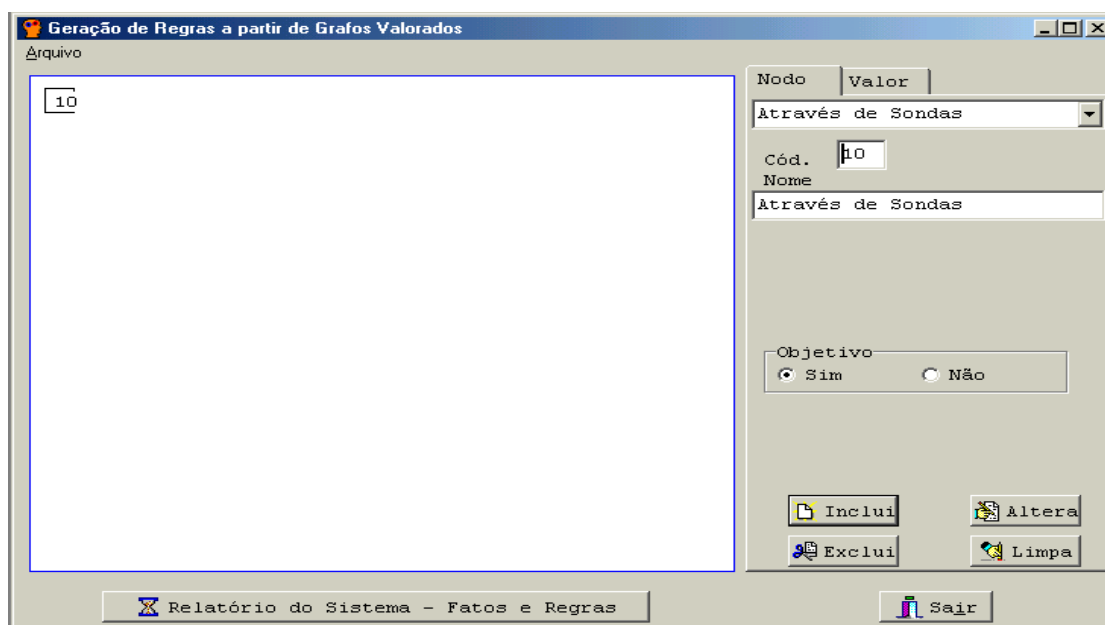 Geração de Regras a partir de Grafos Valorados
Arquivo
10
Nodo Valor
Através de Sondas
Cód. 10
Nome
Através de Sondas
Objetivo
Sim Não
Inclui Altera
Exclui Limpa
Relatório do Sistema - Fatos e Regras Sair